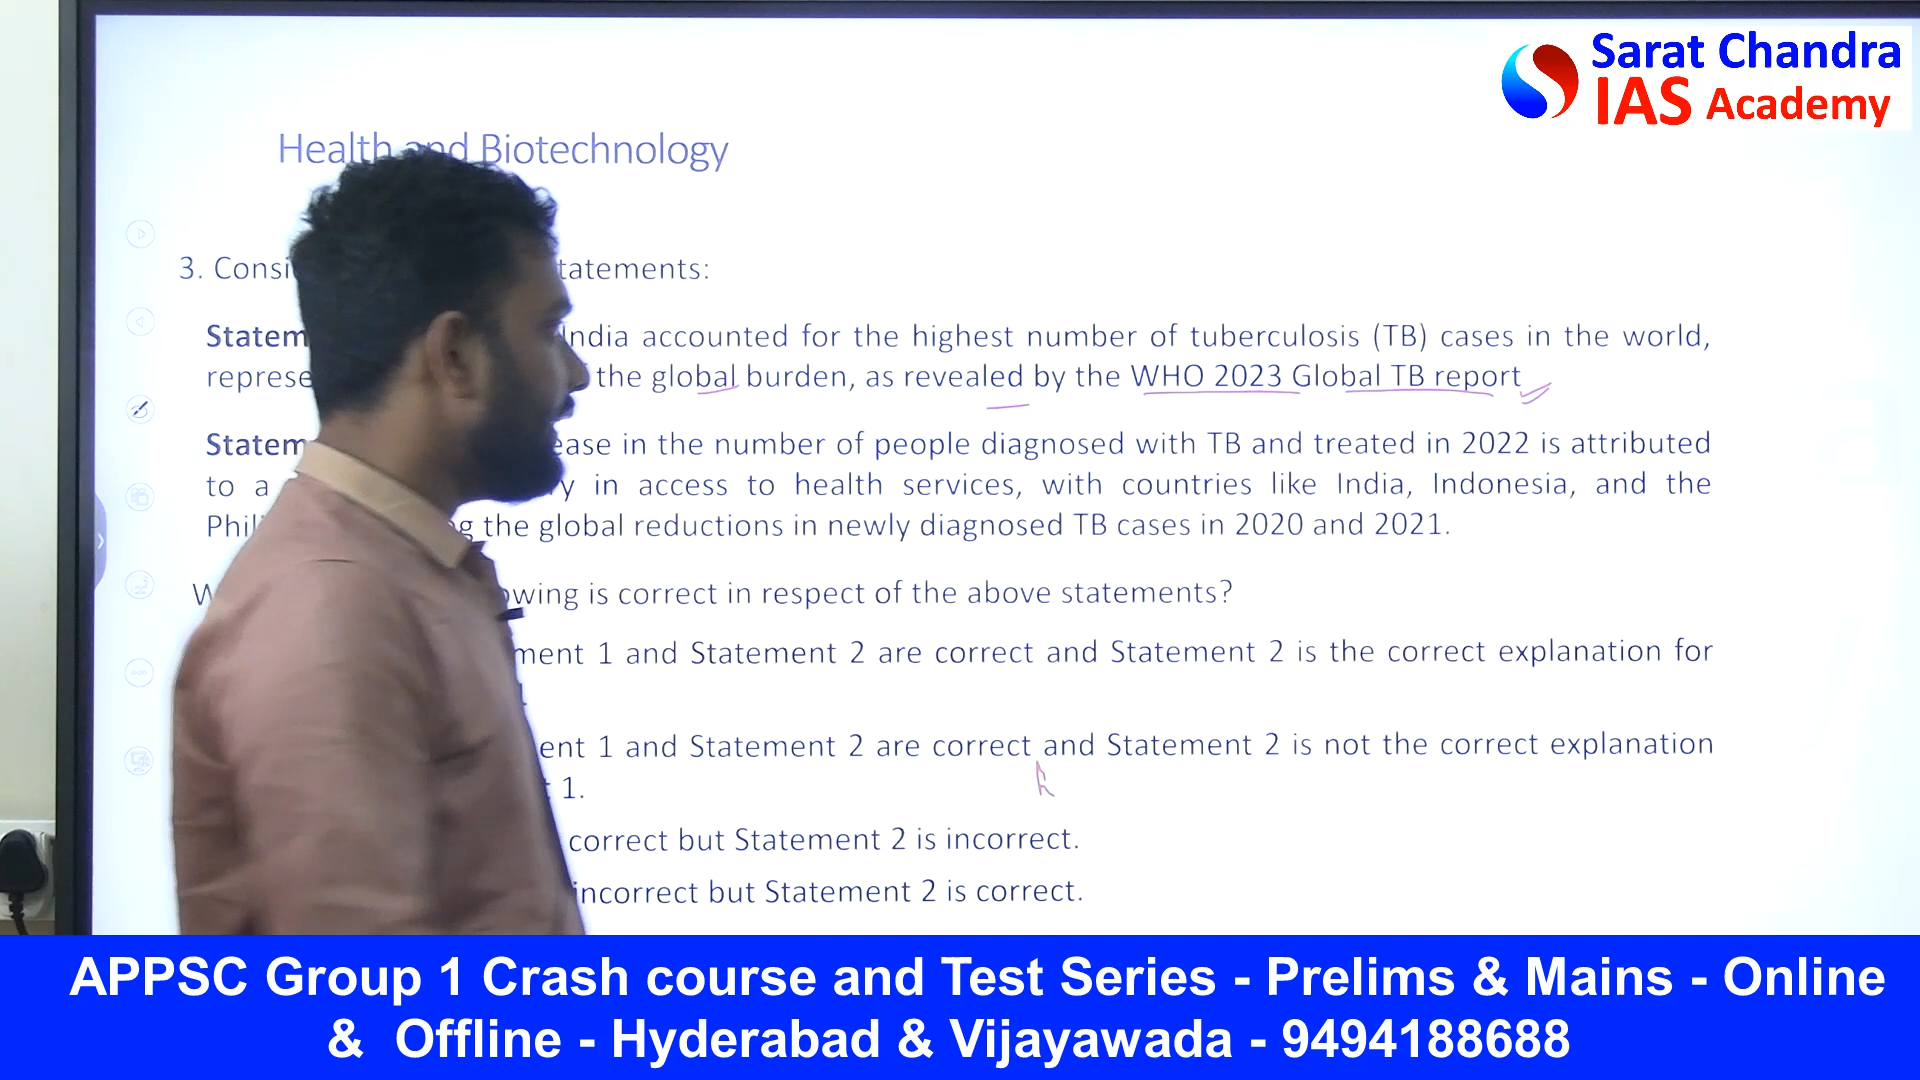 Sarat Chandra
IAS Academy
Health and Biotechnology
3. Consi tatements:
Statem India accounted for the highest number of tuberculosis (TB) cases in the world,
represe the global burden, as revealed by the WHO 2023 Global TB report
Statem ease in the number of people diagnosed with TB and treated in 2022 is attributed
to a y in access to health services, with countries like India, Indonesia, and the
Phil g the global reductions in newly diagnosed TB cases in 2020 and 2021.
W owing is correct in respect of the above statements?
ment 1 and Statement 2 are correct and Statement 2 is the correct explanation for
ent 1 and Statement 2 are correct and Statement 2 is not the correct explanation
1.
correct but Statement 2 is incorrect.
incorrect but Statement 2 is correct.
APPSC Group 1 Crash course and Test Series - Prelims & Mains - Online
& Offline - Hyderabad & Vijayawada - 9494188688